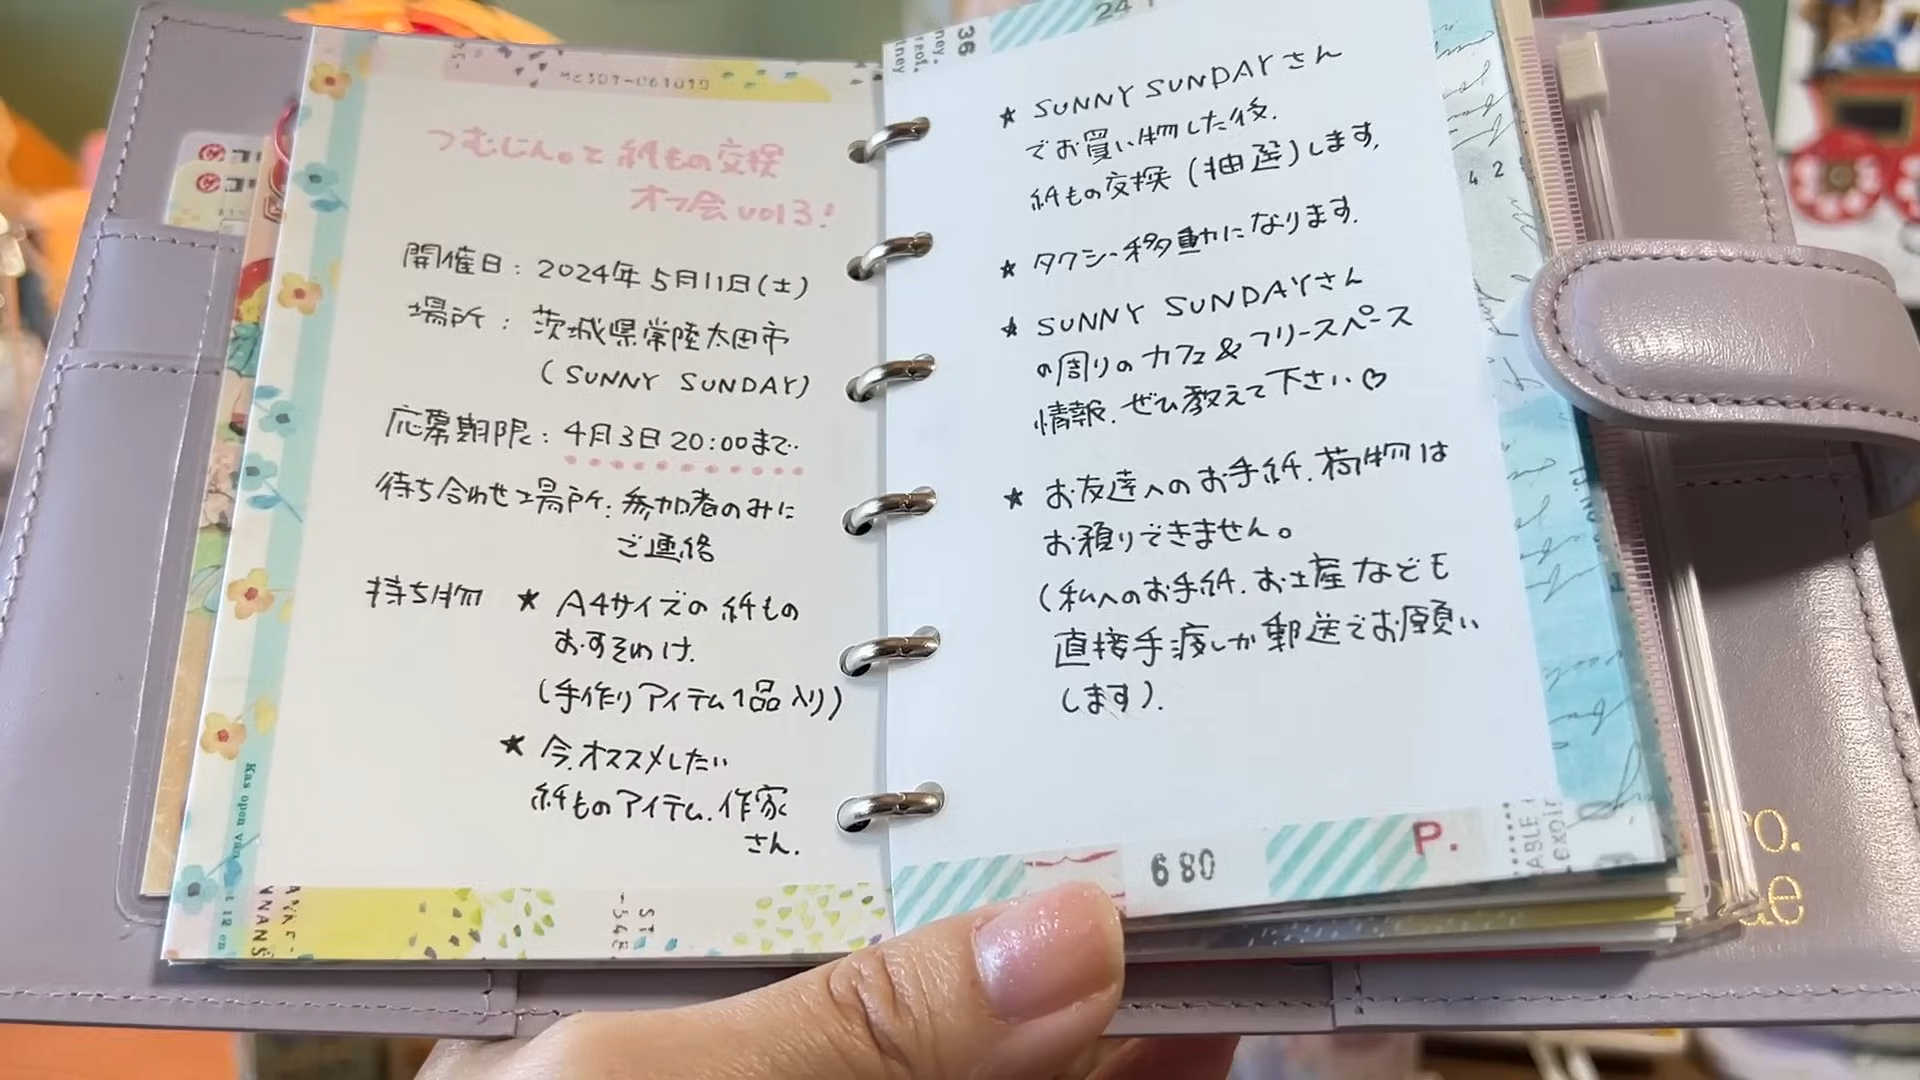 つむじん。と紙もの交換
オフ会 vol 3!
開催日: 2024年5月11日(土)
場所: 茨城県常陸太田市
(SUNNY SUNDAY)
応募期限: 4月3日20:00まで.
待ち合わせ場所: 参加者のみに
ご連絡
持ち物 ★ A4サイズの紙もの
おすそわけ.
(手作りアイテム1品入り)
★ 今.オススメしたい
紙ものアイテム.作家
さん.
36
24
★ SUNNY SUNDAYさん
でお買い物した後.
紙もの交換(抽選)します.
★ タクシー移動になります.
★ SUNNY SUNDAYさん
の周りのカフェ&フリースペース
情報.ぜひ教えて下さい♡
★ お友達へのお手紙.荷物は
お預りできません。
(私へのお手紙.お土産なども
直接手渡しか郵送でお願い
します).
42
680
P.